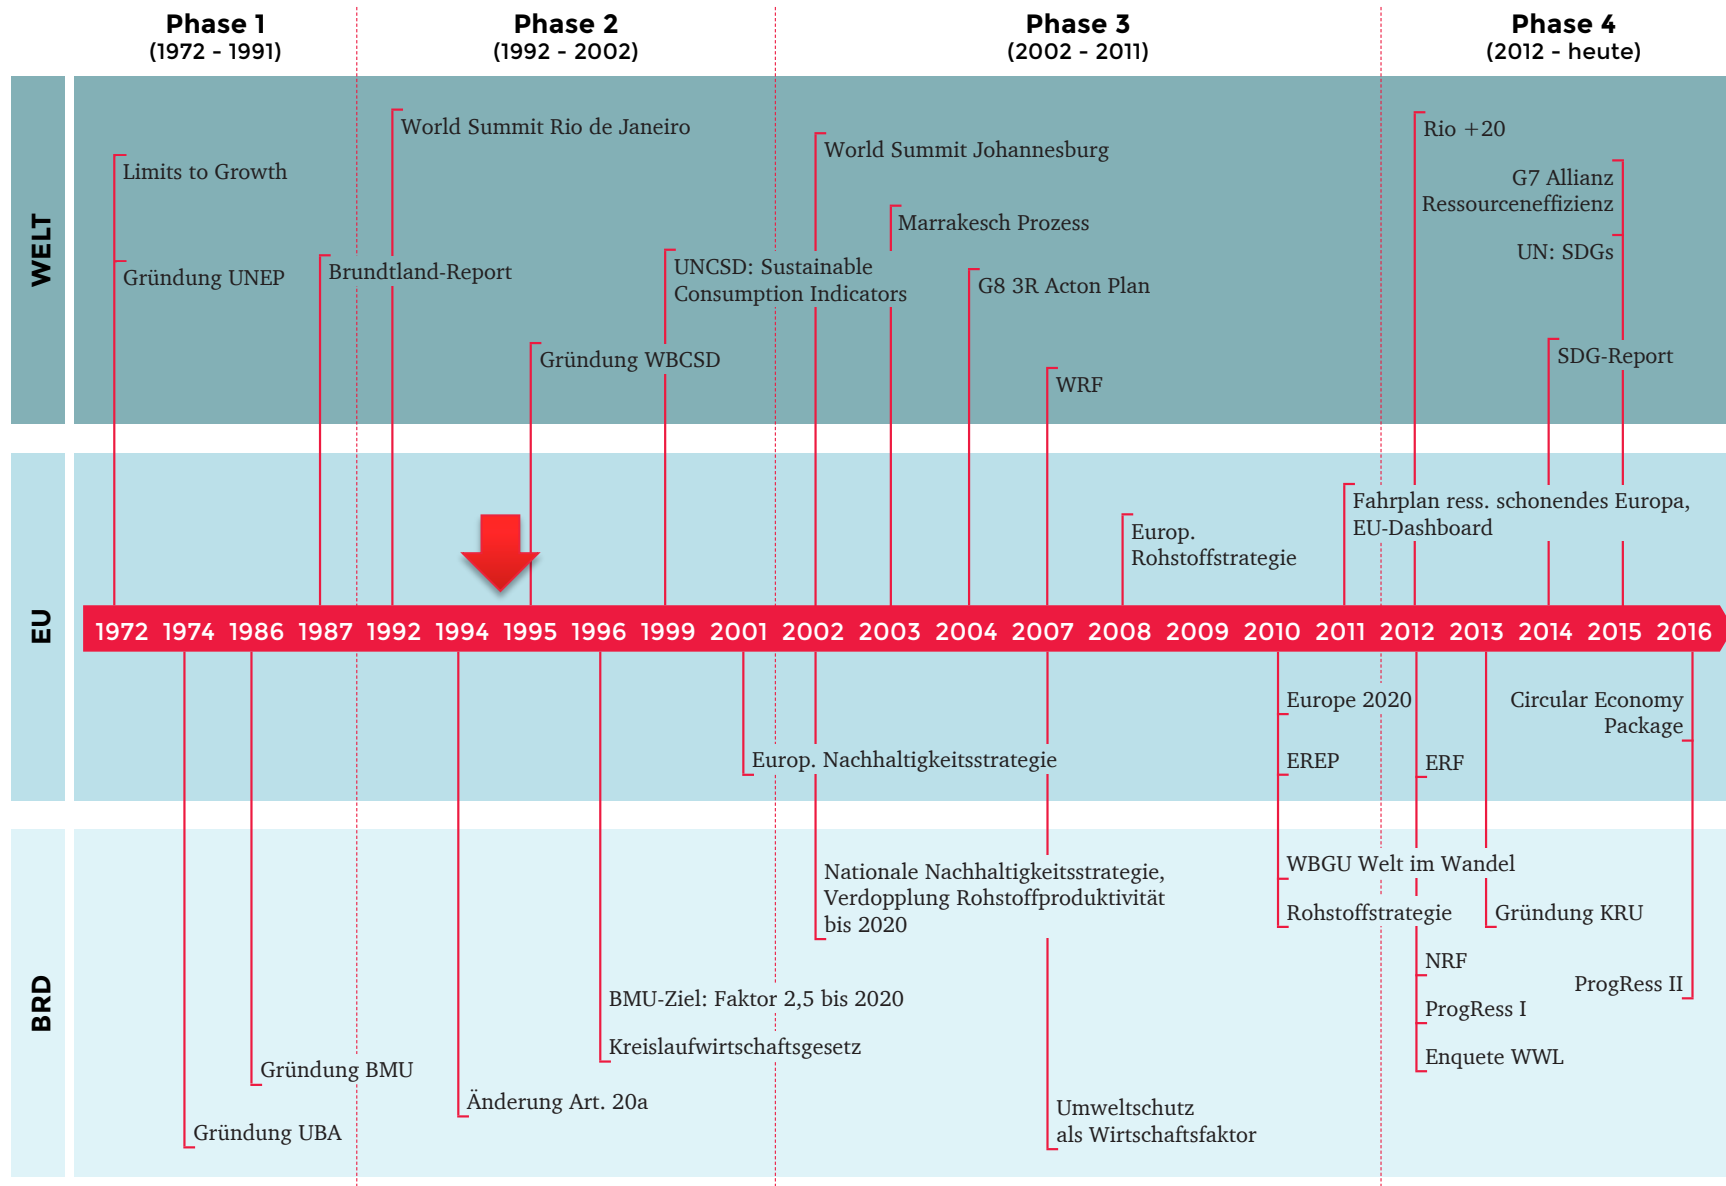 Phase 1
(1972 - 1991)
Phase 2
(1992 - 2002)
Phase 3
(2002 - 2011)
Phase 4
(2012 - heute)
WELT
Limits to Growth
Gründung UNEP
Brundtland-Report
World Summit Rio de Janeiro
Gründung WBCSD
UNCSD: Sustainable
Consumption Indicators
World Summit Johannesburg
Marrakesch Prozess
G8 3R Acton Plan
WRF
Rio +20
G7 Allianz
Ressourceneffizienz
UN: SDGs
SDG-Report
EU
Europ.
Rohstoffstrategie
Fahrplan ress. schonendes Europa,
EU-Dashboard
1972 1974 1986 1987 1992 1994 1995 1996 1999 2001 2002 2003 2004 2007 2008 2009 2010 2011 2012 2013 2014 2015 2016
Europ. Nachhaltigkeitsstrategie
Europe 2020
EREP
ERF
Circular Economy
Package
BRD
Gründung UBA
Gründung BMU
Änderung Art. 20a
BMU-Ziel: Faktor 2,5 bis 2020
Kreislaufwirtschaftsgesetz
Nationale Nachhaltigkeitsstrategie,
Verdopplung Rohstoffproduktivität
bis 2020
Umweltschutz
als Wirtschaftsfaktor
WBGU Welt im Wandel
Rohstoffstrategie
Gründung KRU
NRF
ProgRess I
Enquete WWL
ProgRess II